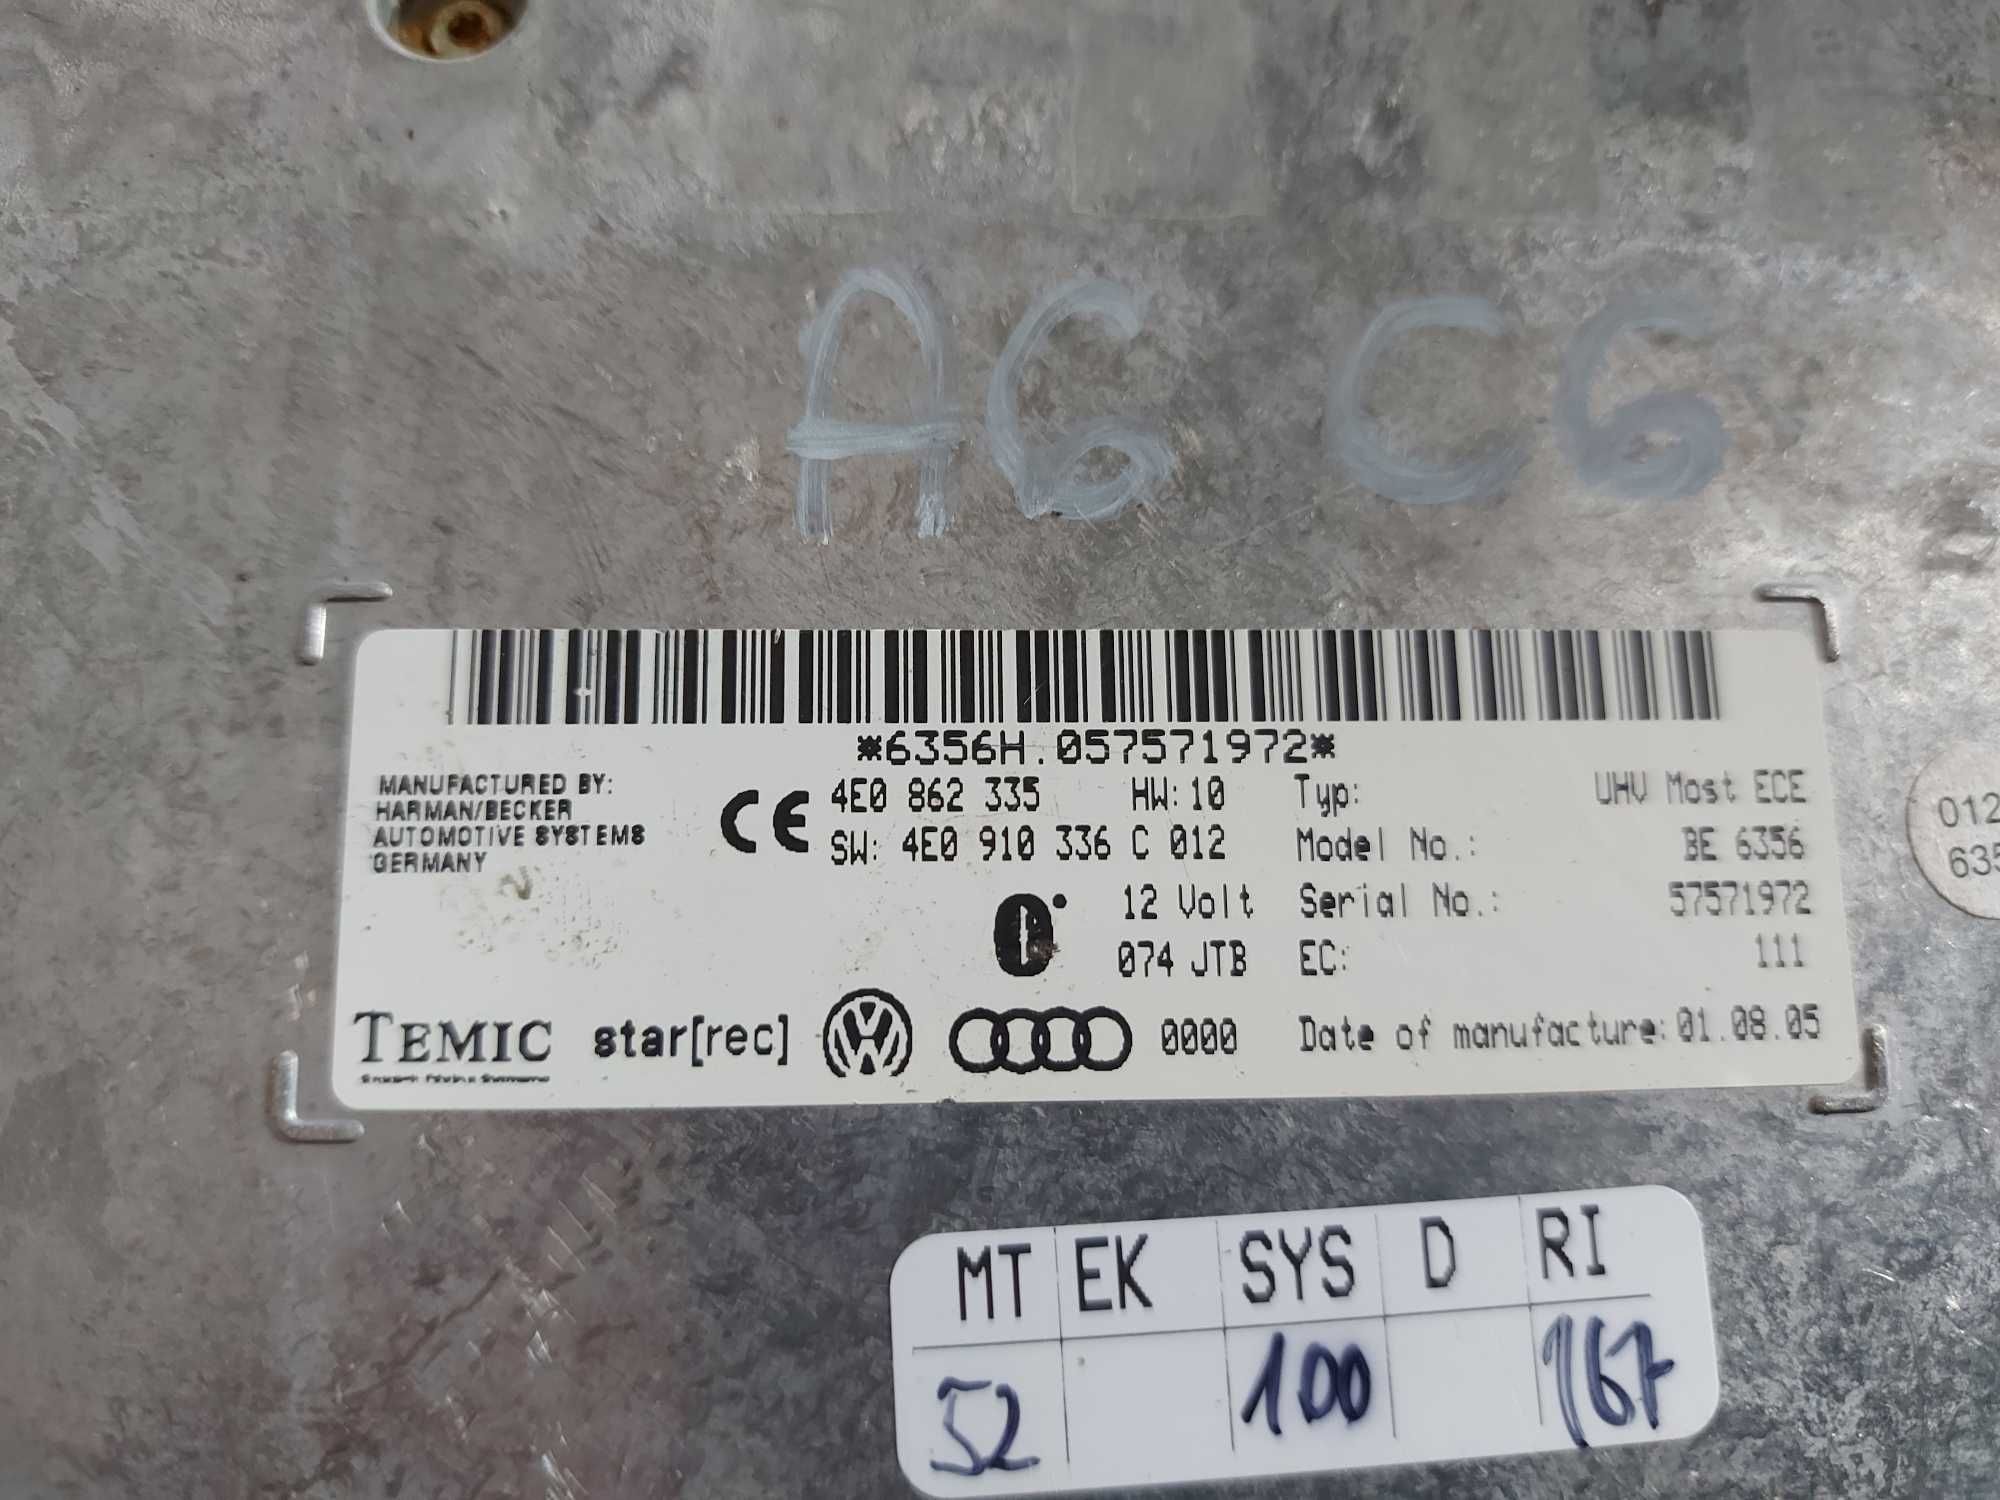 A6 C6
*6356H.057571972*
MANUFACTURED BY:
HARMAN/BECKER
AUTOMOTIVE SYSTEMS
GERMANY
CE
4E0 862 335 HW:10
SW: 4E0 910 336 C 012
12 Volt
074 JTB
Typ: UHV Most ECE
Model No.: BE 6356
Serial No.: 57571972
EC: 111
TEMIC star[rec] 0000 Date of manufacture: 01.08.05
012
635
MT EK SYS D RI
52 100 167